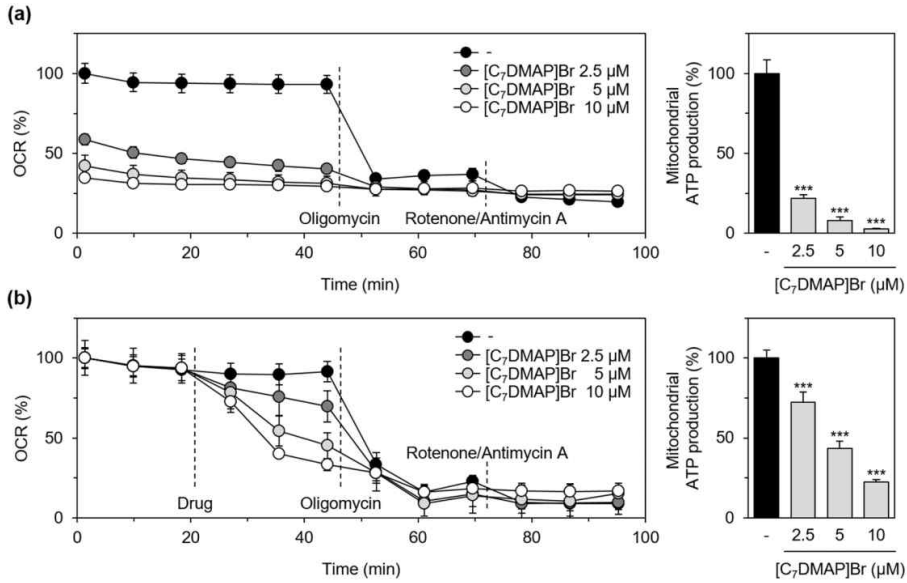 (a)
OCR (%)
100
50
0
-
[C₇DMAP]Br 2.5 µM
[C₇DMAP]Br 5 µM
[C₇DMAP]Br 10 µM
Oligomycin
Rotenone/Antimycin A
0 20 40 60 80 100
Time (min)
Mitochondrial
ATP production (%)
100
50
0
***
***
***
- 2.5 5 10
[C₇DMAP]Br (µM)
(b)
OCR (%)
100
50
0
-
[C₇DMAP]Br 2.5 µM
[C₇DMAP]Br 5 µM
[C₇DMAP]Br 10 µM
Rotenone/Antimycin A
Drug
Oligomycin
0 20 40 60 80 100
Time (min)
Mitochondrial
ATP production (%)
100
50
0
***
***
***
- 2.5 5 10
[C₇DMAP]Br (µM)